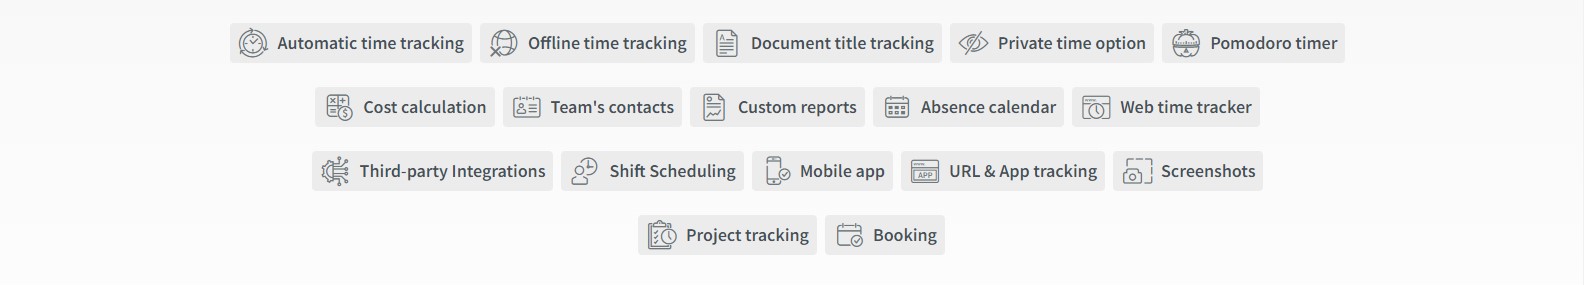 Automatic time tracking Offline time tracking Document title tracking Private time option Pomodoro timer
Cost calculation Team's contacts Custom reports Absence calendar Web time tracker
Third-party Integrations Shift Scheduling Mobile app URL & App tracking Screenshots
Project tracking Booking